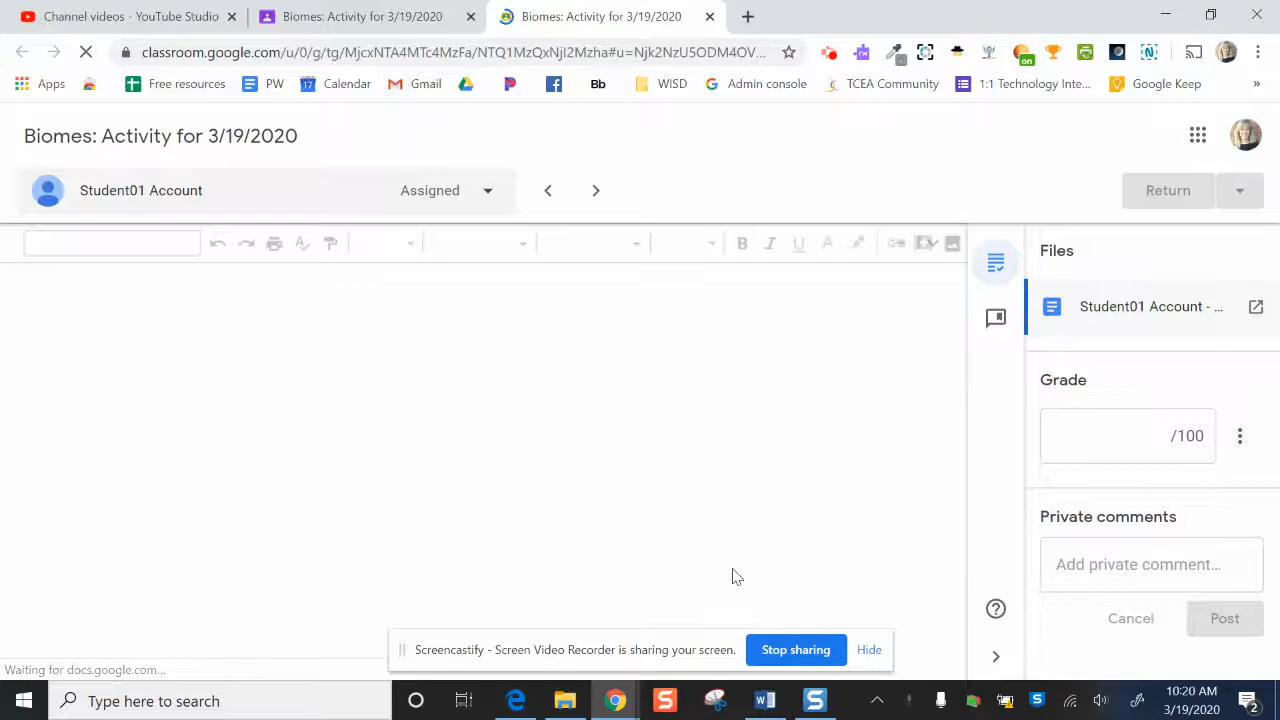 Channel videos - YouTube Studio
Biomes: Activity for 3/19/2020
Biomes: Activity for 3/19/2020
classroom.google.com/u/0/g/tg/MjcxNTA4MTc4MzFa/NTQ1MzQxNjI2Mzha#u=Njk2NzU5ODM4OV...
on
Apps
Free resources
PW
17
Calendar
Gmail
Bb
WISD
Admin console
TCEA Community
1:1 Technology Inte...
Google Keep
»
Biomes: Activity for 3/19/2020
Student01 Account
Assigned
Return
B I U A
Files
Student01 Account - ...
Grade
/100
Private comments
Add private comment...
Cancel
Post
Screencastify - Screen Video Recorder is sharing your screen.
Stop sharing
Hide
Waiting for docs.google.com...
Type here to search
10:20 AM
3/19/2020
2